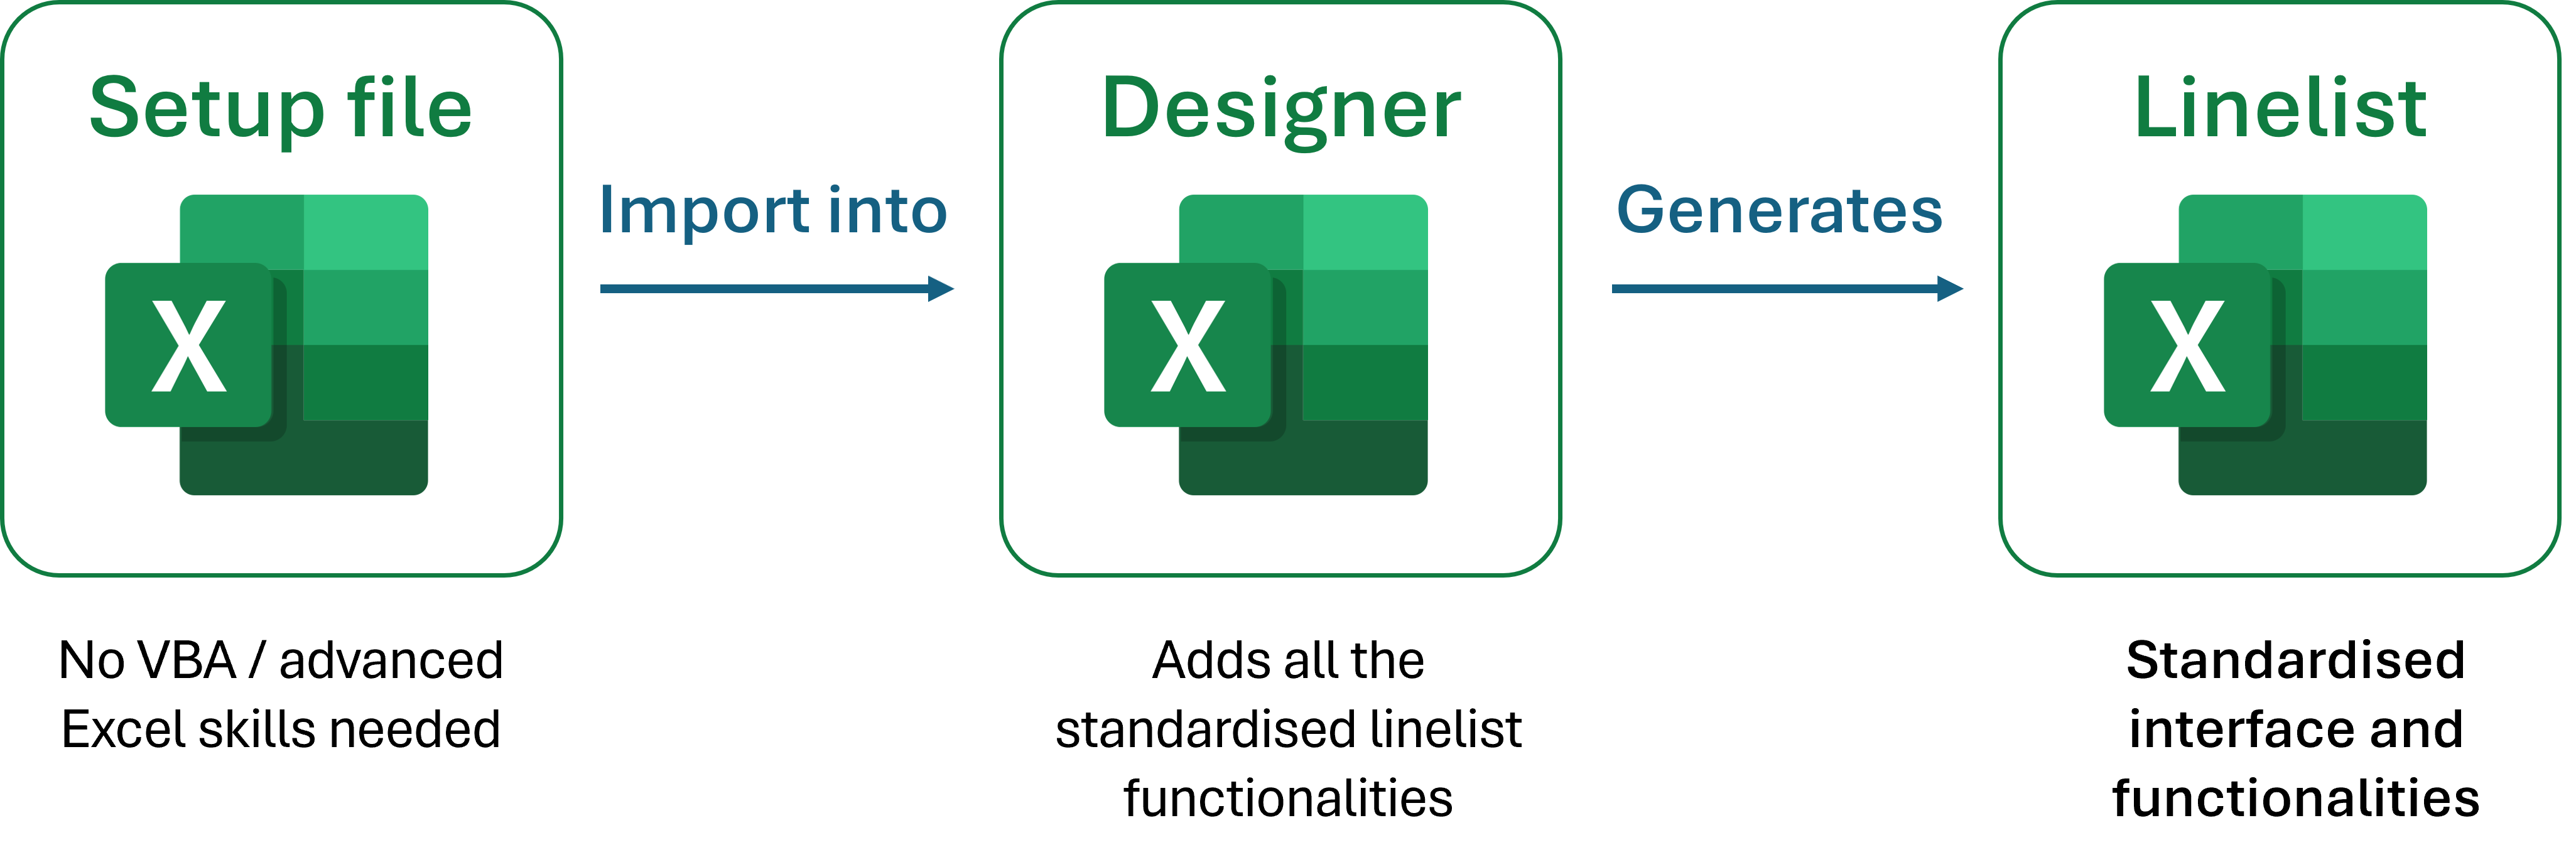 Setup file
Import into
Designer
Generates
Linelist
X
X
X
No VBA / advanced
Excel skills needed
Adds all the
standardised linelist
functionalities
Standardised
interface and
functionalities